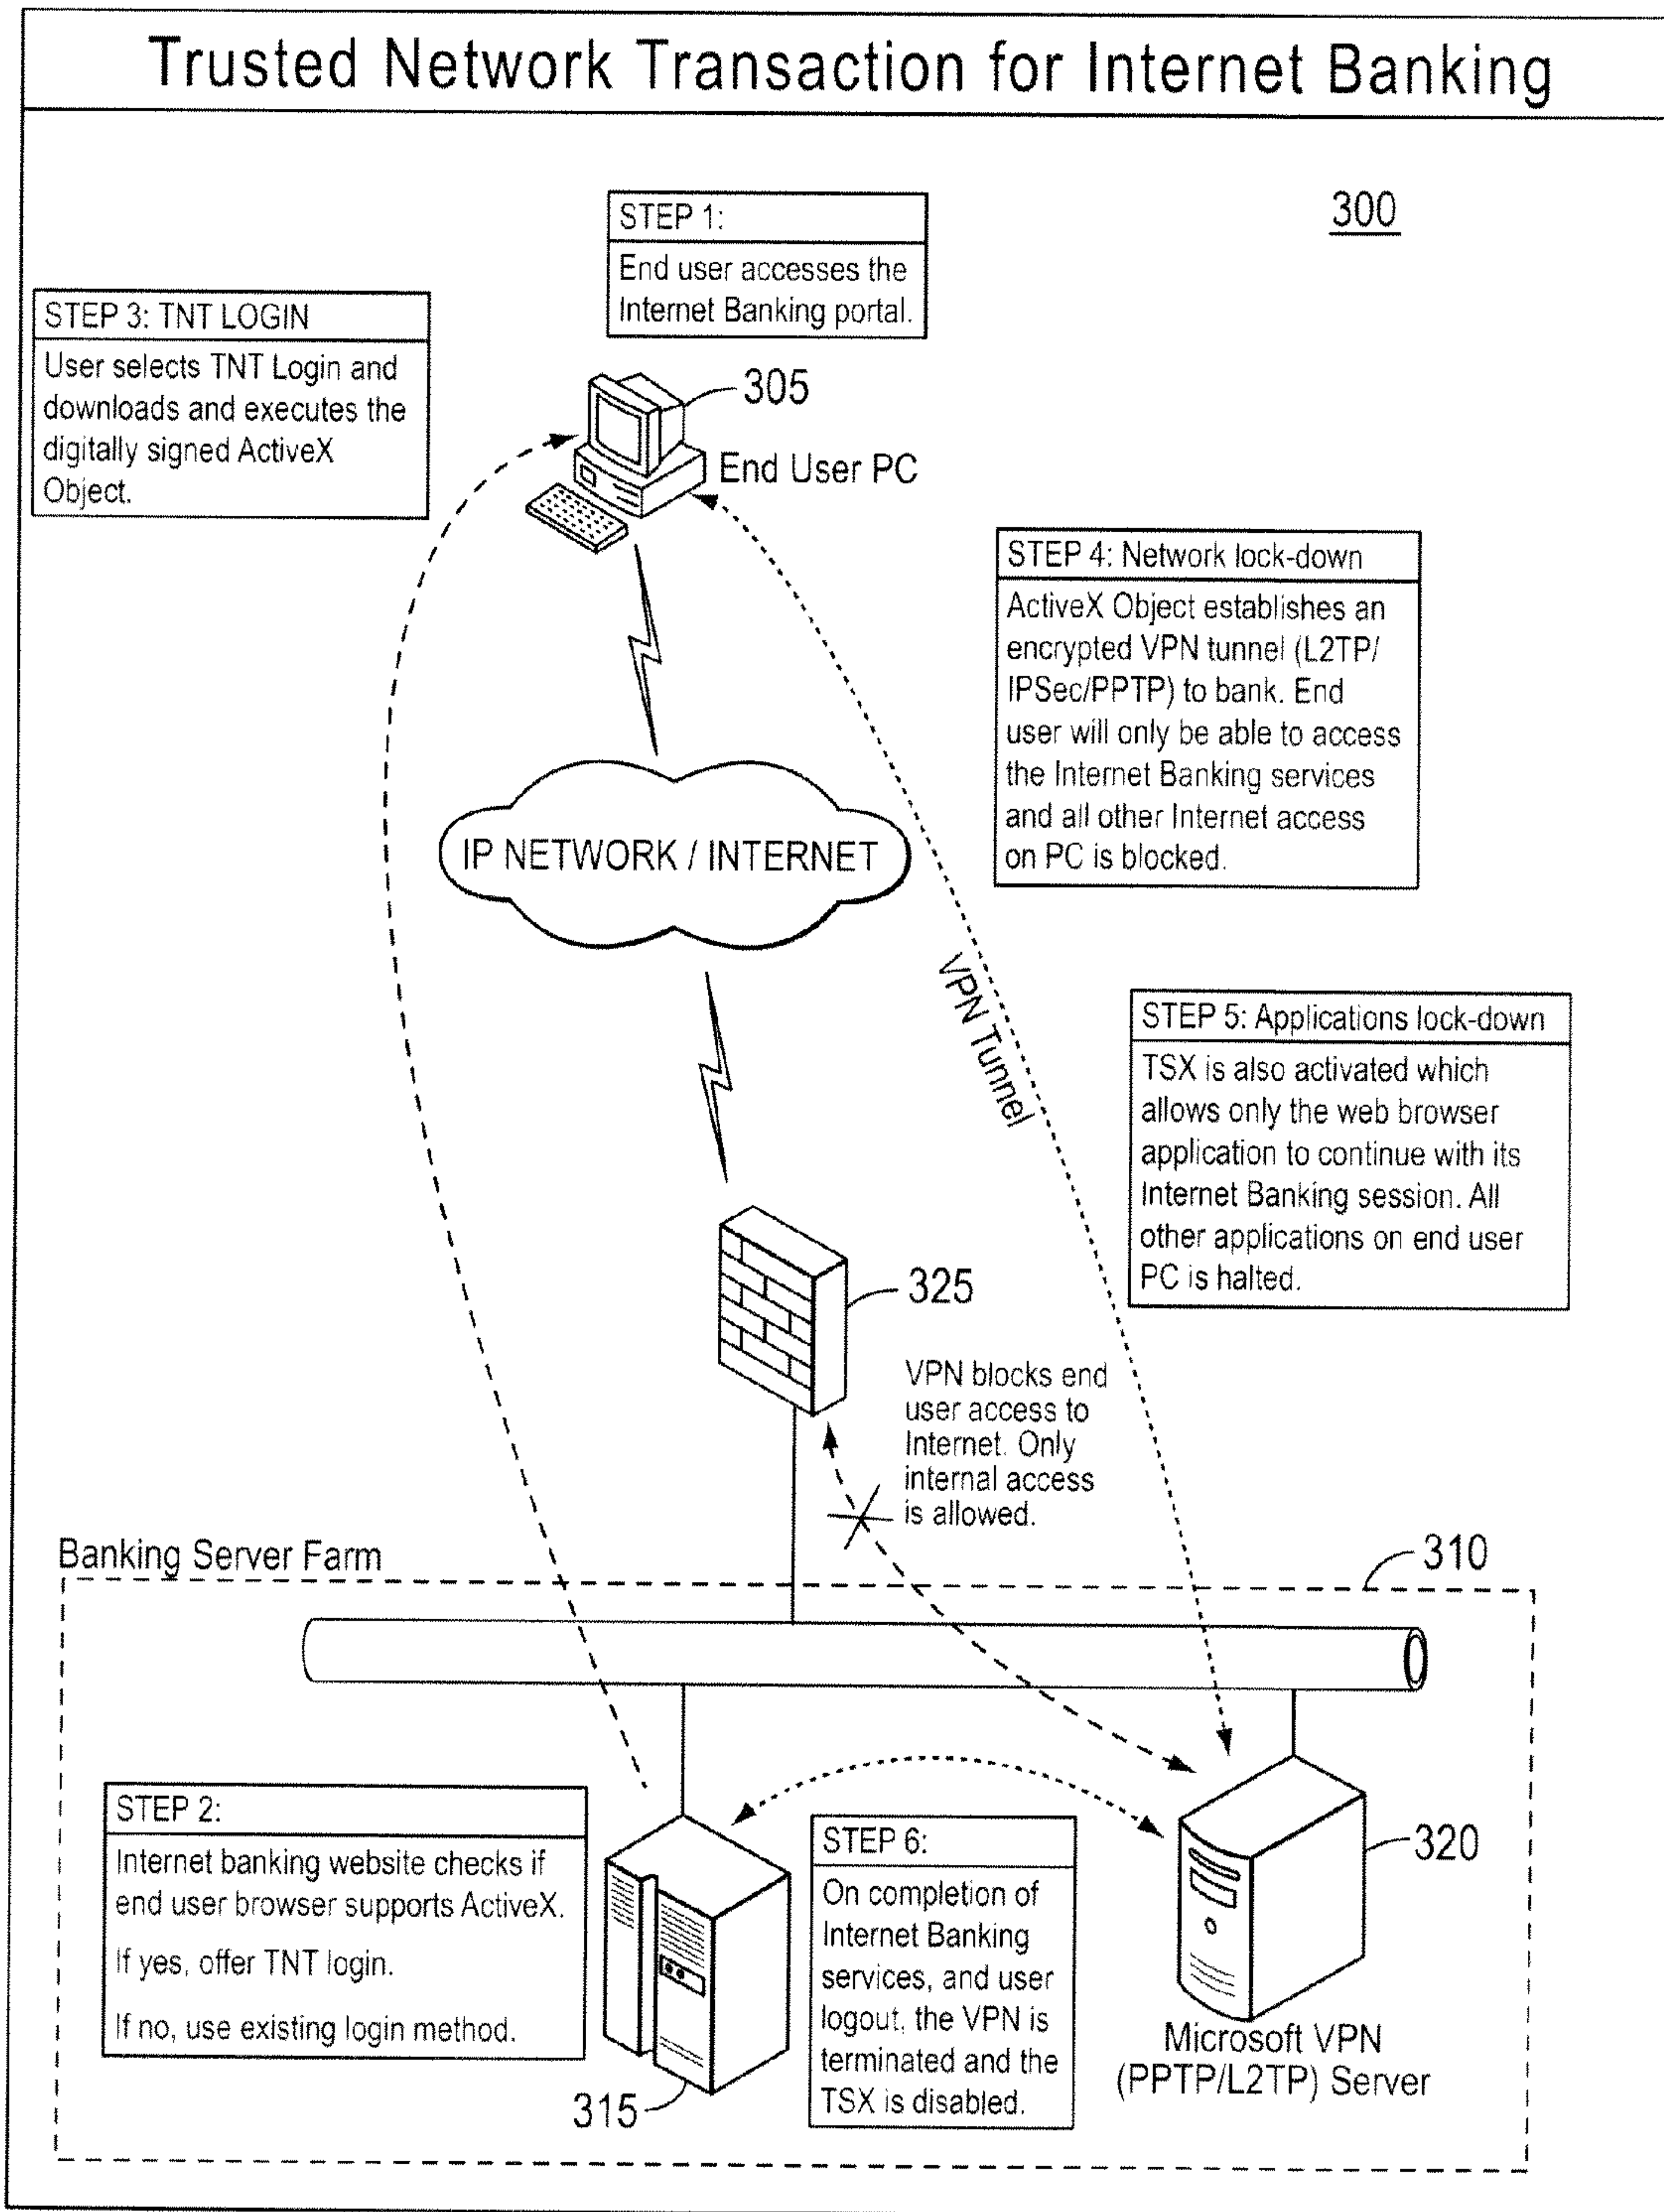 Trusted Network Transaction for Internet Banking
300
STEP 1:
End user accesses the
Internet Banking portal.
STEP 3: TNT LOGIN
User selects TNT Login and
downloads and executes the
digitally signed ActiveX
Object.
305
End User PC
STEP 4: Network lock-down
ActiveX Object establishes an
encrypted VPN tunnel (L2TP/
IPSec/PPTP) to bank. End
user will only be able to access
the Internet Banking services
and all other Internet access
on PC is blocked.
IP NETWORK / INTERNET
VPN Tunnel
STEP 5: Applications lock-down
TSX is also activated which
allows only the web browser
application to continue with its
Internet Banking session. All
other applications on end user
PC is halted.
325
VPN blocks end
user access to
Internet. Only
internal access
is allowed.
Banking Server Farm
310
STEP 2:
Internet banking website checks if
end user browser supports ActiveX.
If yes, offer TNT login.
If no, use existing login method.
315
STEP 6:
On completion of
Internet Banking
services, and user
logout, the VPN is
terminated and the
TSX is disabled.
320
Microsoft VPN
(PPTP/L2TP) Server